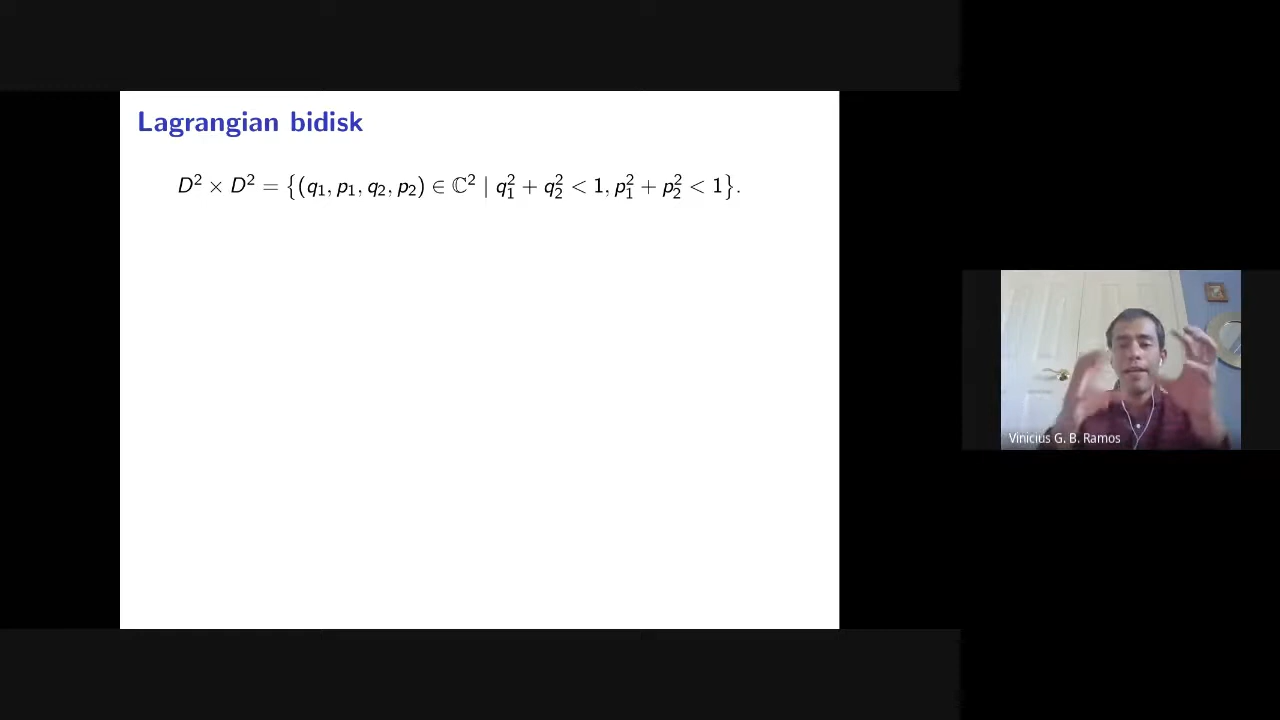 Lagrangian bidisk
D² × D² = {(q₁, p₁, q₂, p₂) ∈ ℂ² | q₁² + q₂² < 1, p₁² + p₂² < 1}.
Vinicius G. B. Ramos